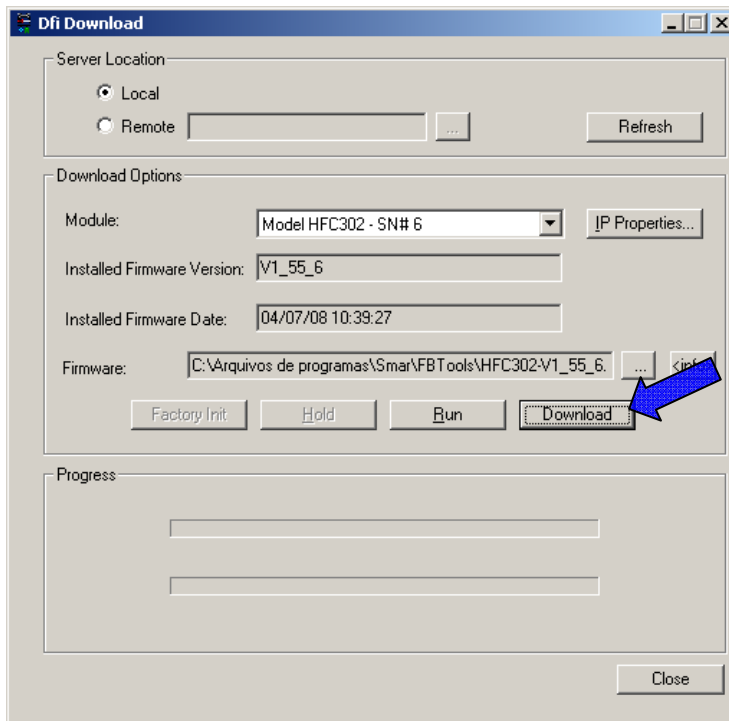 Dfi Download
Server Location
Local
Remote ... Refresh
Download Options
Module: Model HFC302 - SN# 6 IP Properties...
Installed Firmware Version: V1_55_6
Installed Firmware Date: 04/07/08 10:39:27
Firmware: C:\Arquivos de programas\Smar\FBTools\HFC302-V1_55_6. ...
Factory Init Hold Run Download
Progress
Close